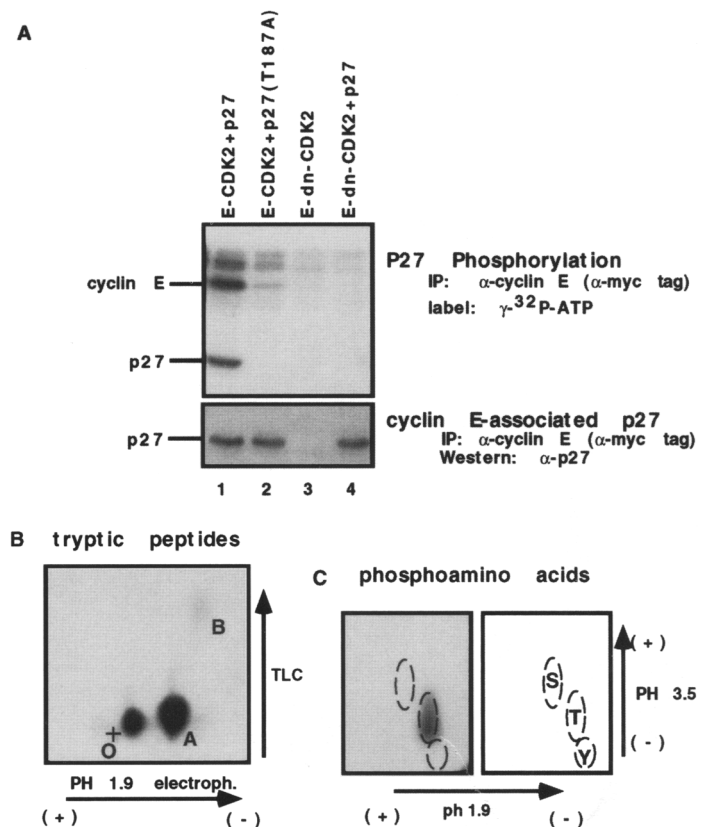 A
E-CDK2+p27
E-CDK2+p27(T187A)
E-dn-CDK2
E-dn-CDK2+p27
P27 Phosphorylation
cyclin E
IP: α-cyclin E (α-myc tag)
label: γ-32P-ATP
p27
cyclin E-associated p27
p27
IP: α-cyclin E (α-myc tag)
Western: α-p27
1 2 3 4
B tryptic peptides
C phosphoamino acids
B
TLC
A
O
PH 1.9 electroph.
(+) (-)
S
T
Y
(+)
PH 3.5
(-)
(+) ph 1.9 (-)